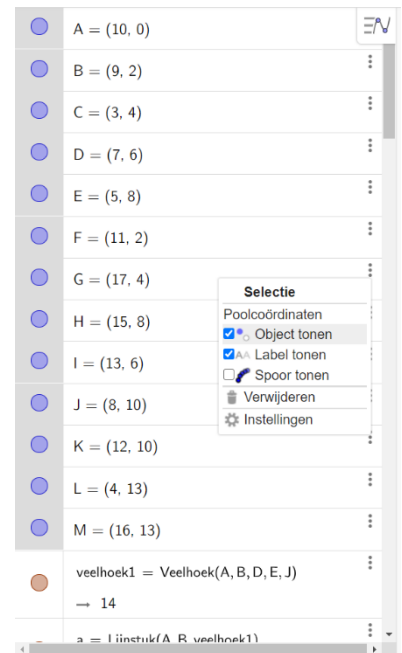 A = (10, 0)
B = (9, 2)
C = (3, 4)
D = (7, 6)
E = (5, 8)
F = (11, 2)
G = (17, 4)
H = (15, 8)
I = (13, 6)
J = (8, 10)
K = (12, 10)
L = (4, 13)
M = (16, 13)
veelhoek1 = Veelhoek(A, B, D, E, J)
→ 14
a = Lijnstuk(A, B, veelhoek1)
Selectie
Poolcoördinaten
Object tonen
AA Label tonen
Spoor tonen
Verwijderen
Instellingen